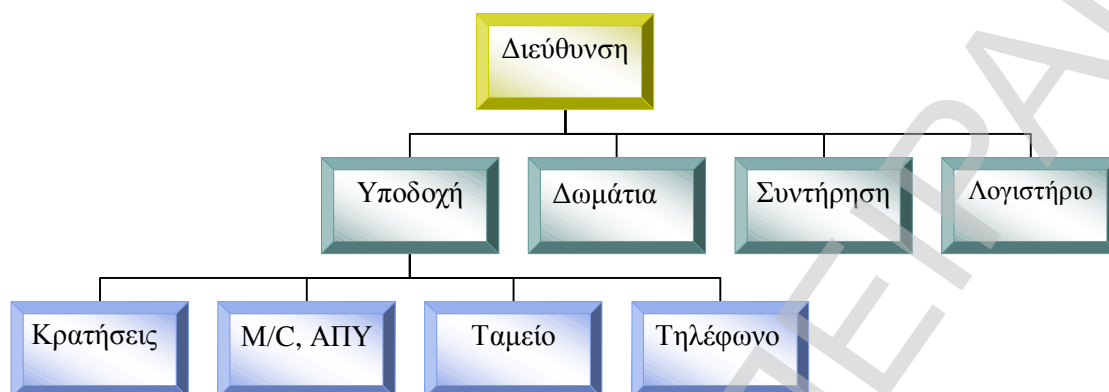 Διεύθυνση
Υποδοχή
Δωμάτια
Συντήρηση
Λογιστήριο
Κρατήσεις
M/C, ΑΠΥ
Ταμείο
Τηλέφωνο